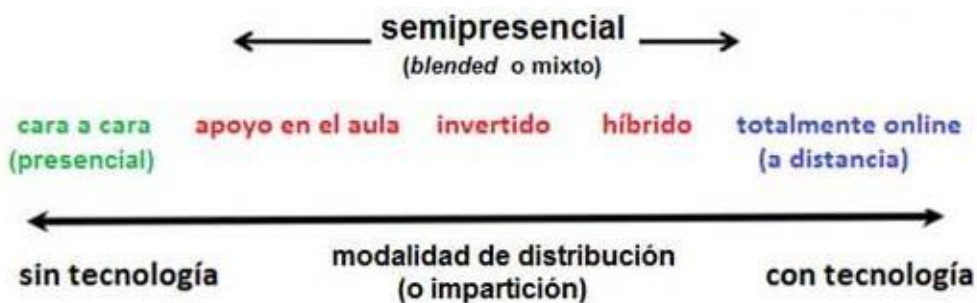 semipresencial
(blended o mixto)
cara a cara
(presencial)
apoyo en el aula
invertido
híbrido
totalmente online
(a distancia)
sin tecnología
modalidad de distribución
(o impartición)
con tecnología